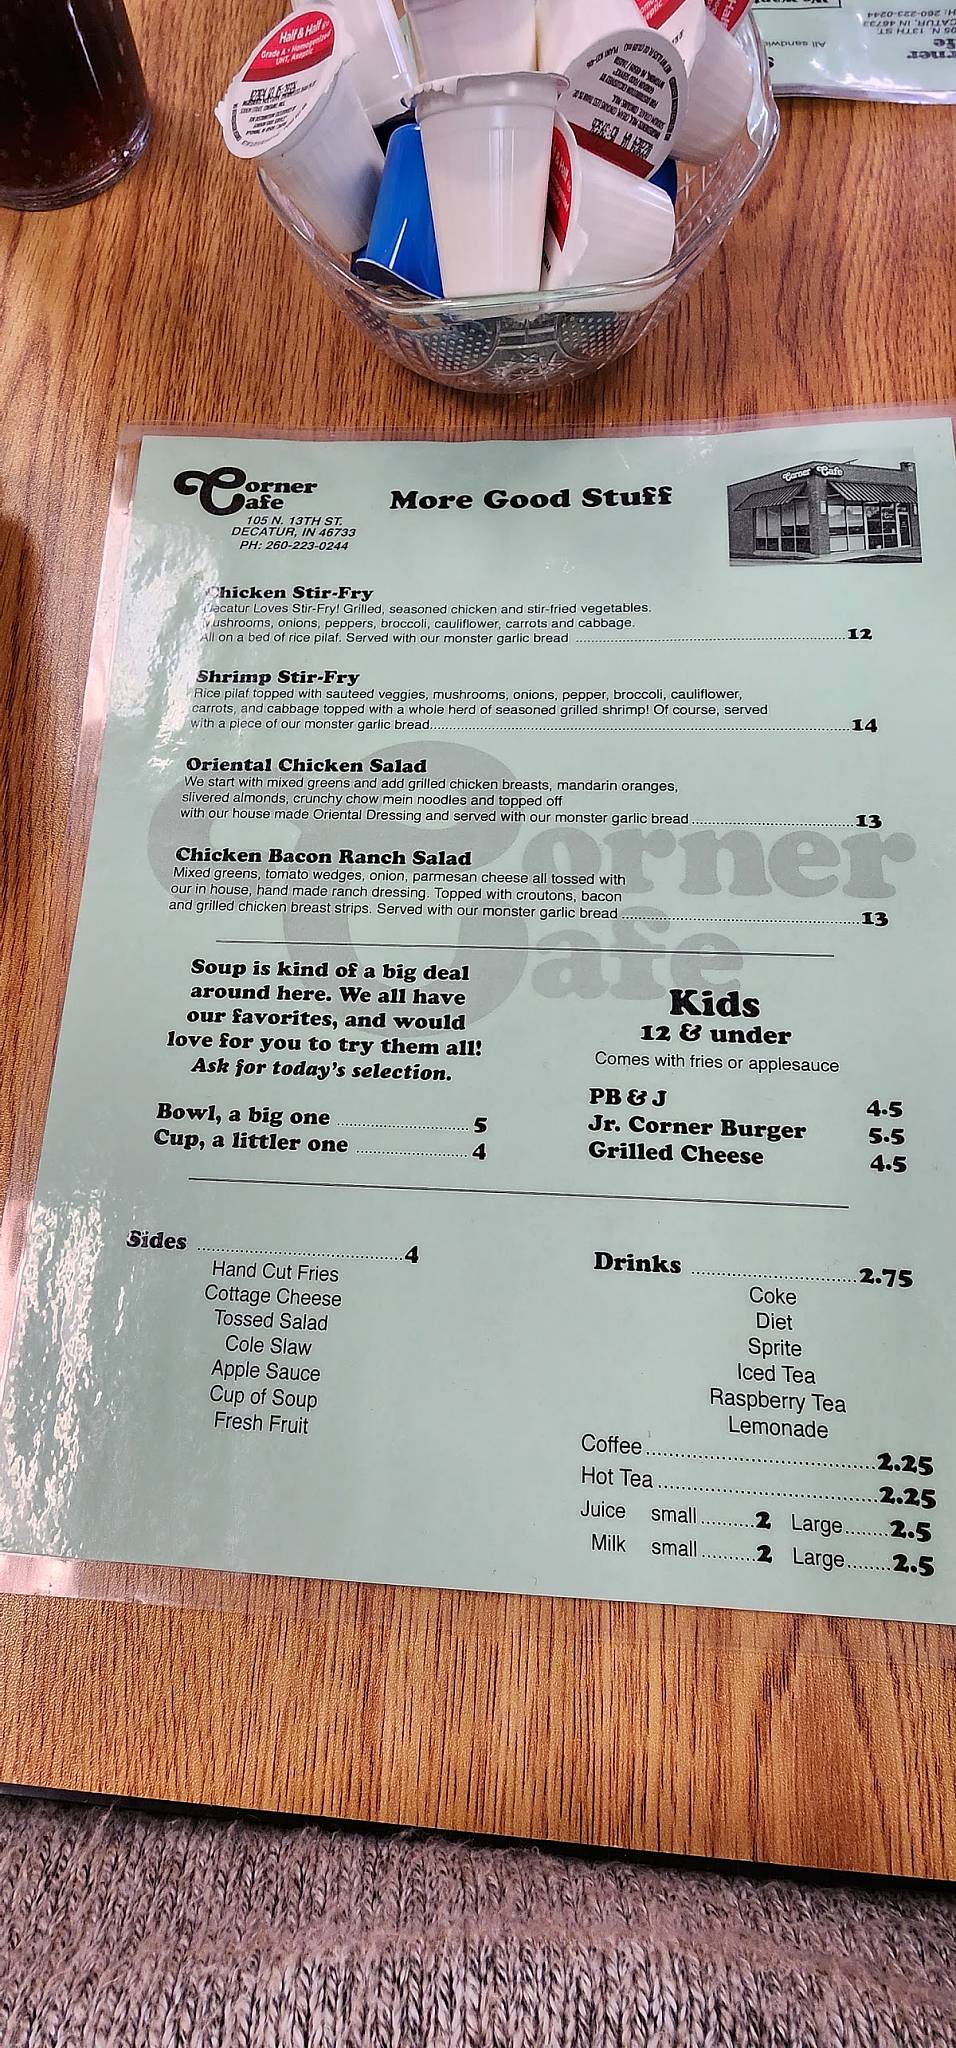 Half & Half
Grade A • Homogenized
UHT, Aseptic
Corner
Cafe
105 N. 13TH ST.
DECATUR, IN 46733
PH: 260-223-0244
More Good Stuff
Corner Cafe
Chicken Stir-Fry
Decatur Loves Stir-Fry! Grilled, seasoned chicken and stir-fried vegetables.
Mushrooms, onions, peppers, broccoli, cauliflower, carrots and cabbage.
All on a bed of rice pilaf. Served with our monster garlic bread ........ 12
Shrimp Stir-Fry
Rice pilaf topped with sauteed veggies, mushrooms, onions, pepper, broccoli, cauliflower,
carrots, and cabbage topped with a whole herd of seasoned grilled shrimp! Of course, served
with a piece of our monster garlic bread........ 14
Oriental Chicken Salad
We start with mixed greens and add grilled chicken breasts, mandarin oranges,
slivered almonds, crunchy chow mein noodles and topped off
with our house made Oriental Dressing and served with our monster garlic bread ........ 13
Chicken Bacon Ranch Salad
Mixed greens, tomato wedges, onion, parmesan cheese all tossed with
our in house, hand made ranch dressing. Topped with croutons, bacon
and grilled chicken breast strips. Served with our monster garlic bread ........ 13
Corner
Cafe
Soup is kind of a big deal
around here. We all have
our favorites, and would
love for you to try them all!
Ask for today's selection.
Bowl, a big one ........ 5
Cup, a littler one ........ 4
Kids
12 & under
Comes with fries or applesauce
PB & J 4.5
Jr. Corner Burger 5.5
Grilled Cheese 4.5
Sides ........ 4
Hand Cut Fries
Cottage Cheese
Tossed Salad
Cole Slaw
Apple Sauce
Cup of Soup
Fresh Fruit
Drinks ........ 2.75
Coke
Diet
Sprite
Iced Tea
Raspberry Tea
Lemonade
Coffee ........ 2.25
Hot Tea ........ 2.25
Juice small ........ 2 Large ........ 2.5
Milk small ........ 2 Large ........ 2.5